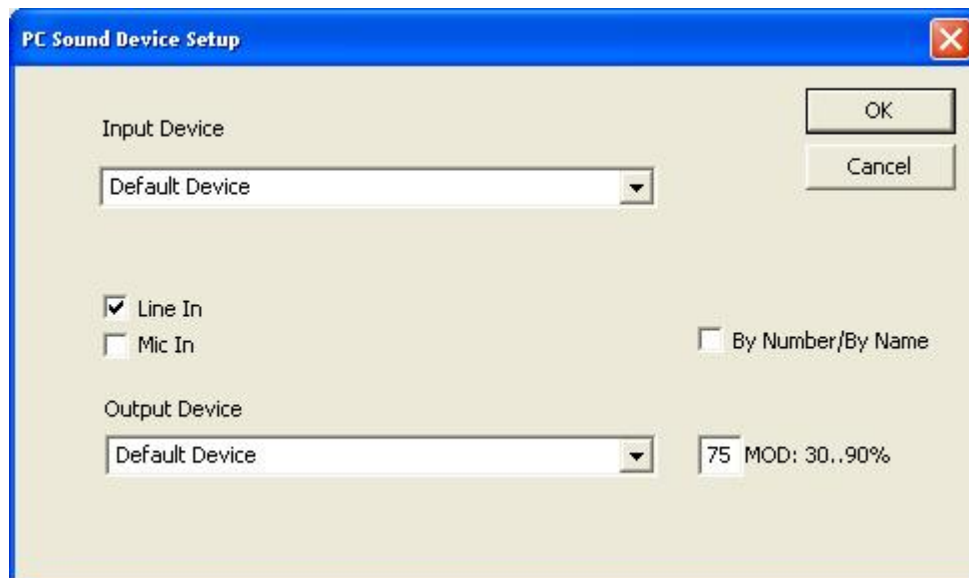 PC Sound Device Setup
OK
Input Device
Cancel
Default Device
Line In
Mic In
By Number/By Name
Output Device
Default Device
75 MOD: 30..90%